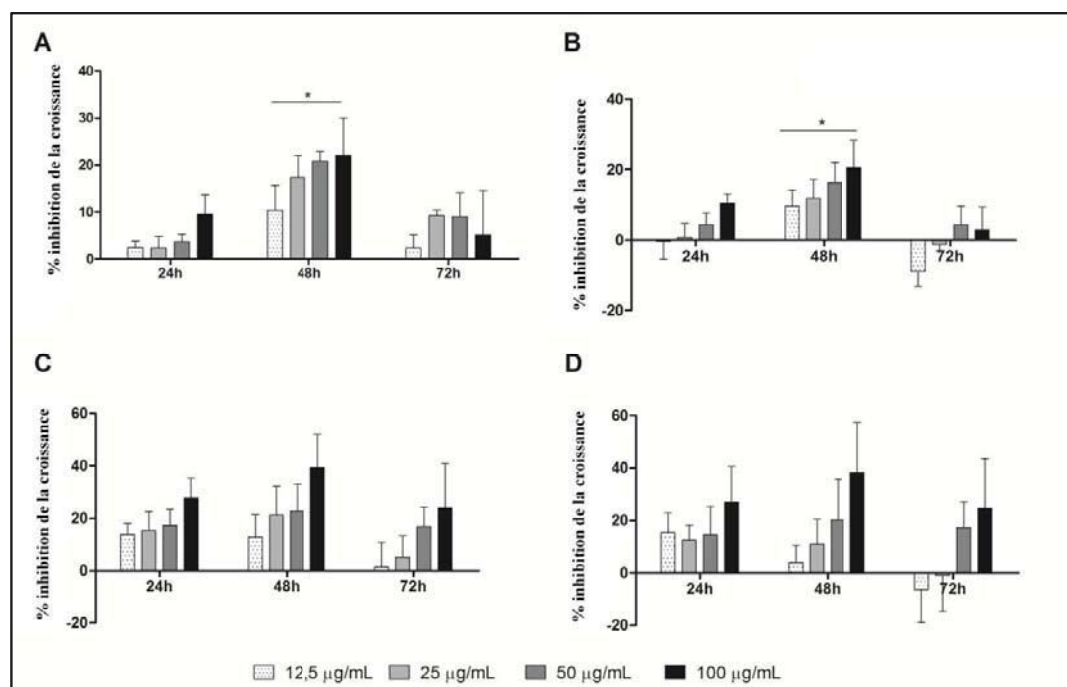 A
% inhibition de la croissance
40
30
20
10
0
*
24h
48h
72h
B
% inhibition de la croissance
40
20
0
-20
*
24h
48h
72h
C
% inhibition de la croissance
60
40
20
0
-20
24h
48h
72h
D
% inhibition de la croissance
60
40
20
0
-20
24h
48h
72h
12,5 µg/mL 25 µg/mL 50 µg/mL 100 µg/mL